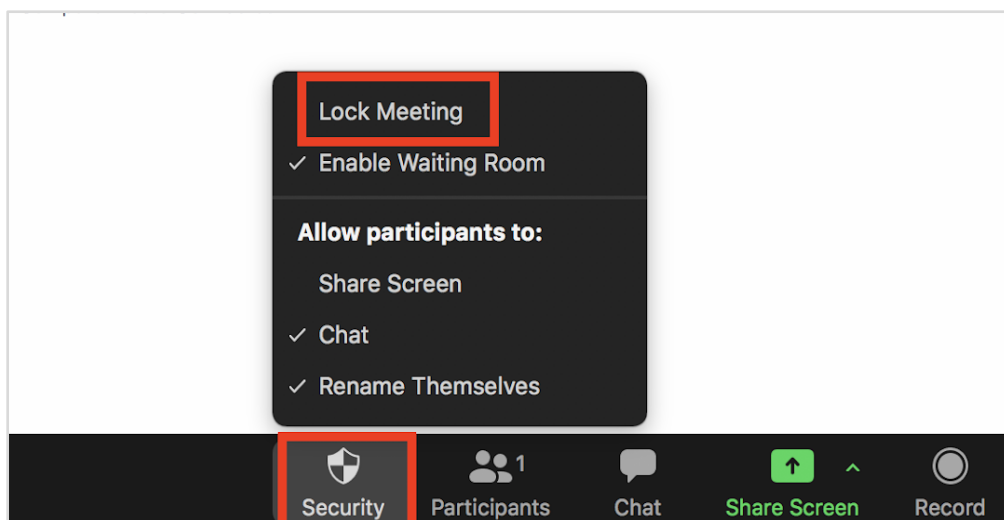 Lock Meeting
✓ Enable Waiting Room
Allow participants to:
Share Screen
✓ Chat
✓ Rename Themselves
1
Security Participants Chat Share Screen Record